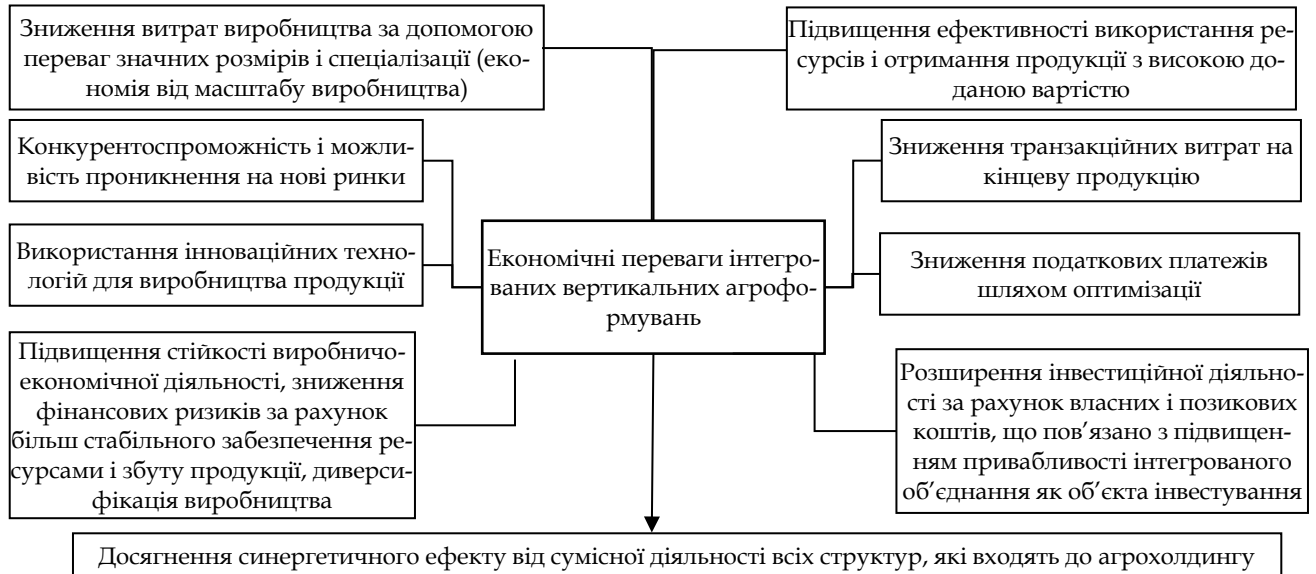 Зниження витрат виробництва за допомогою
переваг значних розмірів і спеціалізації (еко-
номія від масштабу виробництва)
Підвищення ефективності використання ре-
сурсів і отримання продукції з високою до-
даною вартістю
Конкурентоспроможність і можли-
вість проникнення на нові ринки
Зниження транзакційних витрат на
кінцеву продукцію
Використання інноваційних техно-
логій для виробництва продукції
Економічні переваги інтегро-
ваних вертикальних агрофо-
рмувань
Зниження податкових платежів
шляхом оптимізації
Підвищення стійкості виробничо-
економічної діяльності, зниження
фінансових ризиків за рахунок
більш стабільного забезпечення ре-
сурсами і збуту продукції, диверси-
фікація виробництва
Розширення інвестиційної діяльно-
сті за рахунок власних і позикових
коштів, що пов’язано з підвищен-
ням привабливості інтегрованого
об’єднання як об’єкта інвестування
Досягнення синергетичного ефекту від сумісної діяльності всіх структур, які входять до агрохолдингу